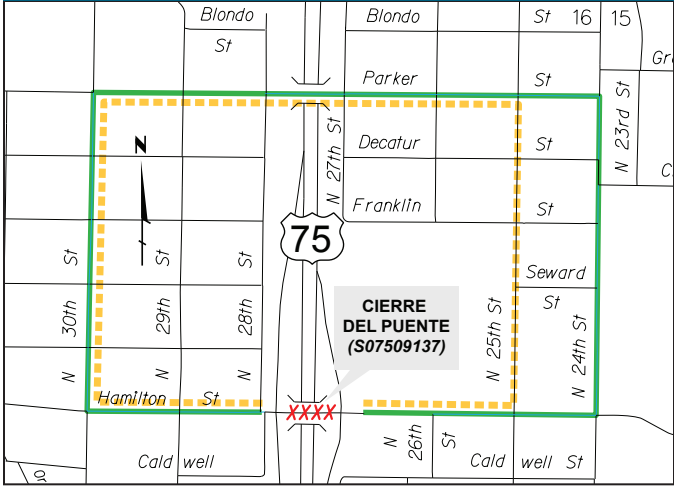 Blondo
St
Blondo
St
16
15
Gr
Parker
St
N 23rd St
N
N 27th St
Decatur
St
C
Franklin
St
75
N 30th St
N 29th St
N 28th St
Seward
St
CIERRE
DEL PUENTE
(S07509137)
N 25th St
N 24th St
Hamilton St
XXXX
N 26th St
Cald well
Cald well St